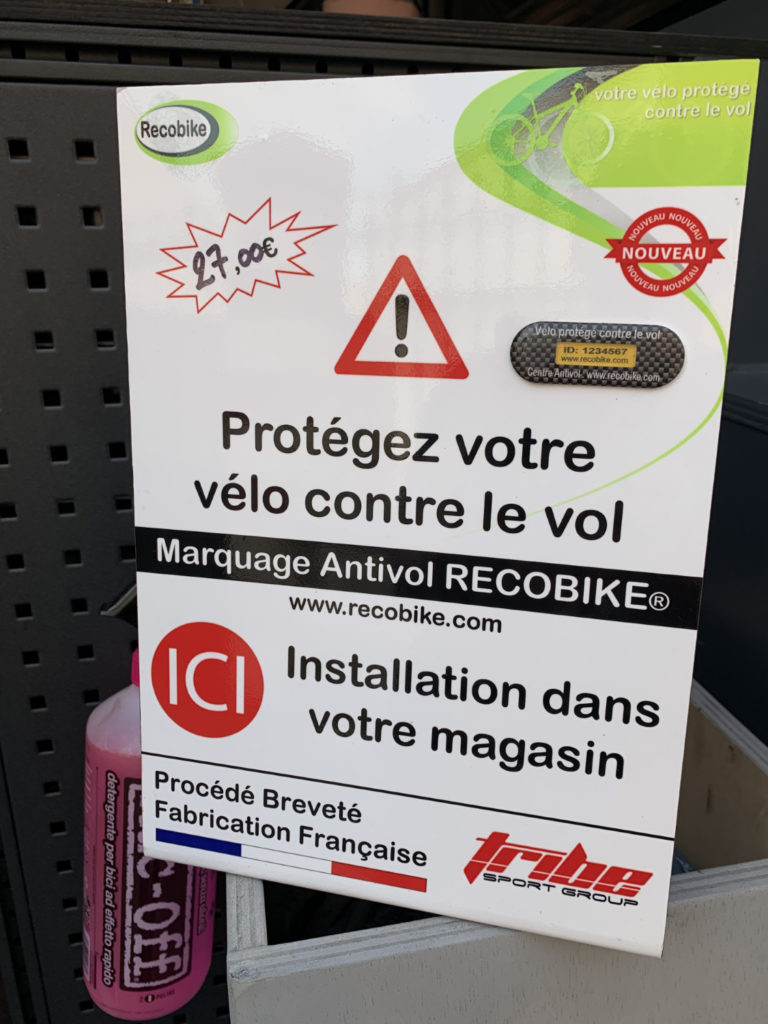 Recobike
votre vélo protégé
contre le vol
27,00€
NOUVEAU NOUVEAU
NOUVEAU
NOUVEAU NOUVEAU
Vélo protégé contre le vol
ID: 1234567
www.recobike.com
Centre Antivol: www.recobike.com
Protégez votre
vélo contre le vol
Marquage Antivol RECOBIKE®
www.recobike.com
ICI
Installation dans
votre magasin
Procédé Breveté
Fabrication Française
tribe
SPORT GROUP
C-OFF
detergente per bici ad effetto rapido